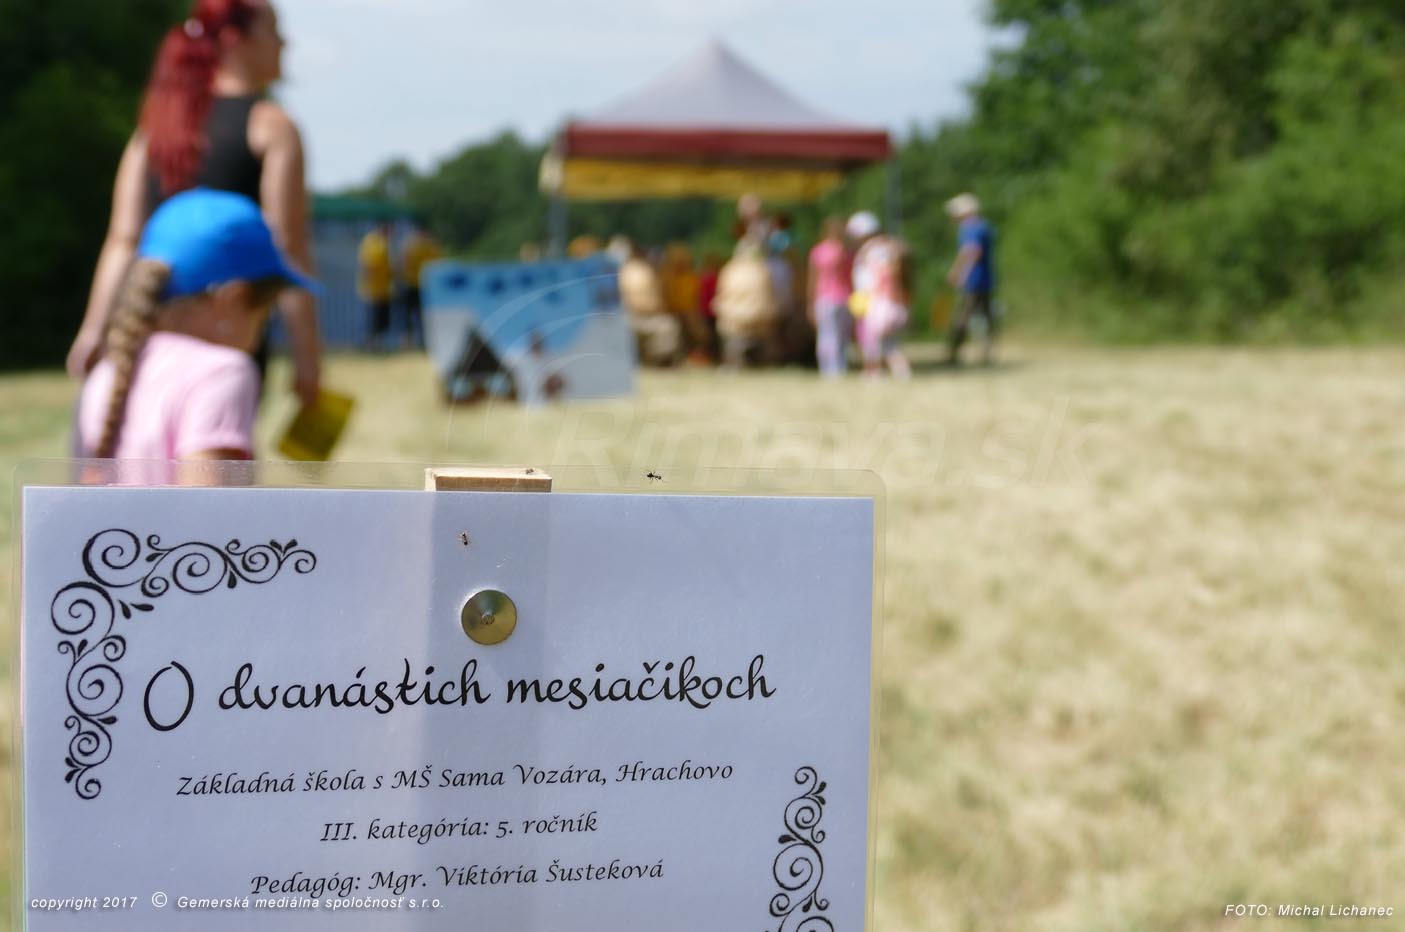 Rimava.sk
O dvanástich mesiačikoch
Základná škola s MŠ Sama Vozára, Hrachovo
III. kategória: 5. ročník
Pedagóg: Mgr. Viktória Šusteková
copyright 2017 © Gemerská mediálna spoločnosť s.r.o.
FOTO: Michal Lichanec